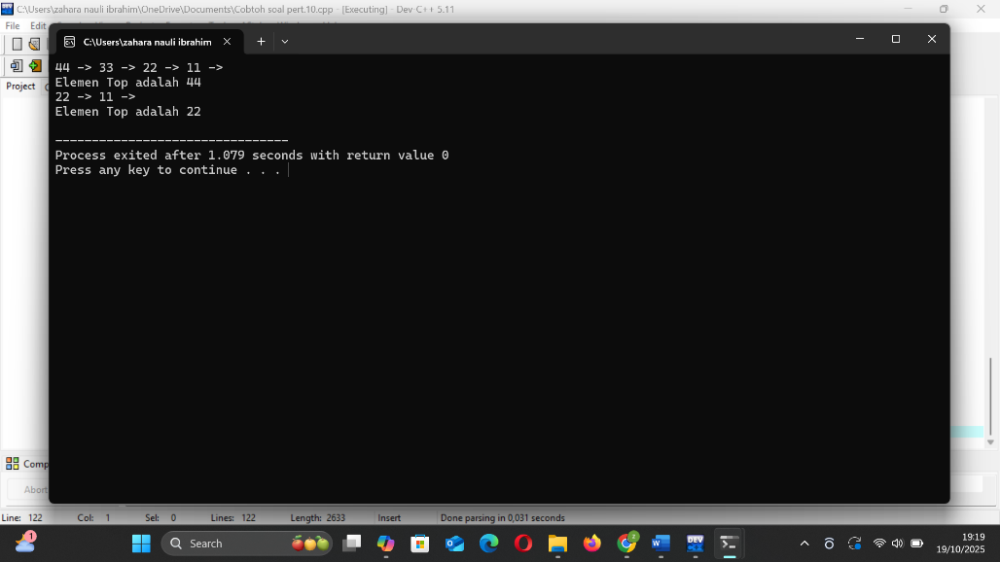 C:\Users\zahara nauli ibrahim\OneDrive\Documents\Cobtoh soal pert.10.cpp - [Executing] - Dev-C++ 5.11
File Edit
C:\Users\zahara nauli ibrahim
44 -> 33 -> 22 -> 11 ->
Elemen Top adalah 44
22 -> 11 ->
Elemen Top adalah 22
--------------------------------
Process exited after 1.079 seconds with return value 0
Press any key to continue . . .
Project
Comp
Abort
Line: 122 Col: 1 Sel: 0 Lines: 122 Length: 2633 Insert Done parsing in 0,031 seconds
1
Search
2
DEV
19:19
19/10/2025